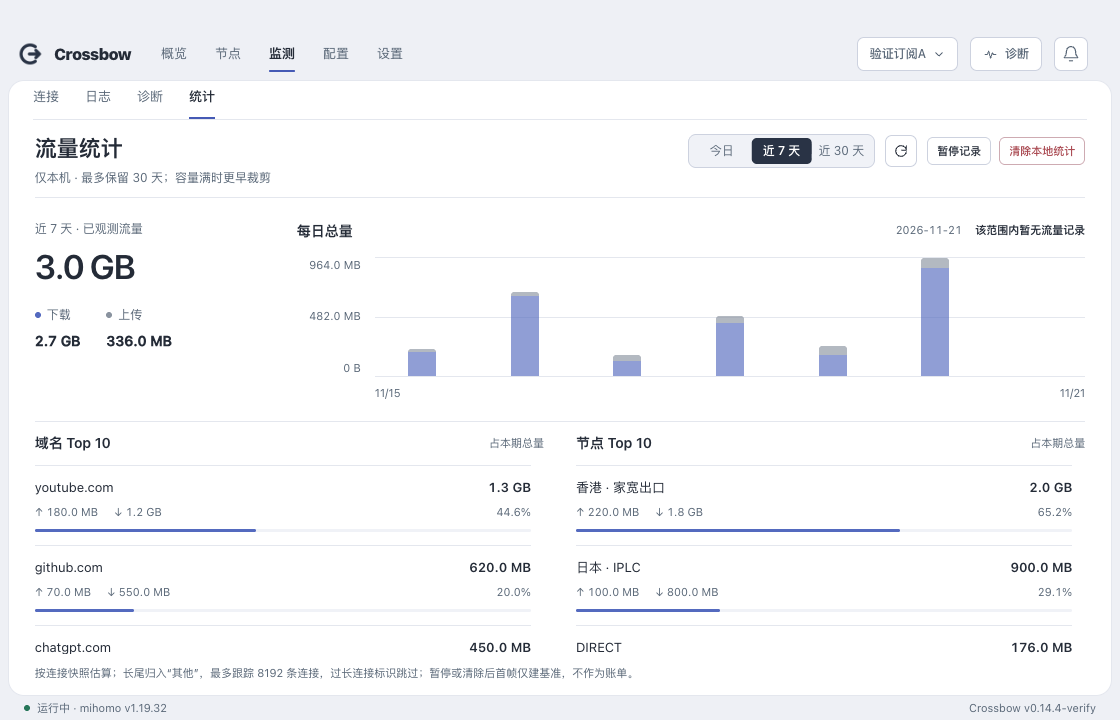 Crossbow 概览 节点 监测 配置 设置 验证订阅A 诊断
连接 日志 诊断 统计
流量统计 今日 近 7 天 近 30 天 暂停记录 清除本地统计
仅本机 · 最多保留 30 天；容量满时更早裁剪
近 7 天 · 已观测流量 每日总量 2026-11-21 该范围内暂无流量记录
3.0 GB
964.0 MB
482.0 MB
0 B
下载 上传
2.7 GB 336.0 MB
11/15 11/21
域名 Top 10 占本期总量
youtube.com 1.3 GB
↑ 180.0 MB ↓ 1.2 GB 44.6%
github.com 620.0 MB
↑ 70.0 MB ↓ 550.0 MB 20.0%
chatgpt.com 450.0 MB
节点 Top 10 占本期总量
香港 · 家宽出口 2.0 GB
↑ 220.0 MB ↓ 1.8 GB 65.2%
日本 · IPLC 900.0 MB
↑ 100.0 MB ↓ 800.0 MB 29.1%
DIRECT 176.0 MB
按连接快照估算；长尾归入“其他”，最多跟踪 8192 条连接，过长连接标识跳过；暂停或清除后首帧仅建基准，不作为账单。
运行中 · mihomo v1.19.32 Crossbow v0.14.4-verify